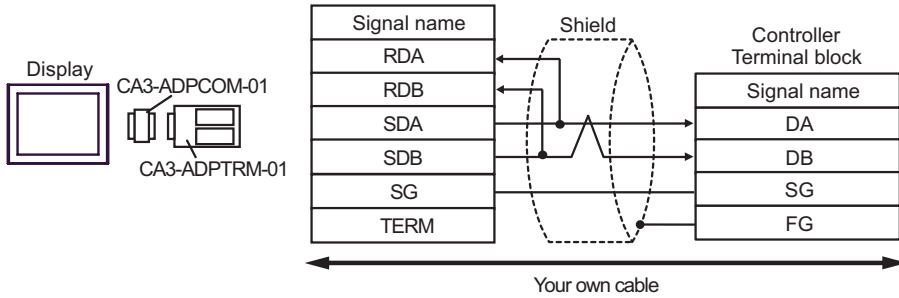 Display
CA3-ADPCOM-01
CA3-ADPTRM-01
Signal name
RDA
RDB
SDA
SDB
SG
TERM
Shield
Controller
Terminal block
Signal name
DA
DB
SG
FG
Your own cable